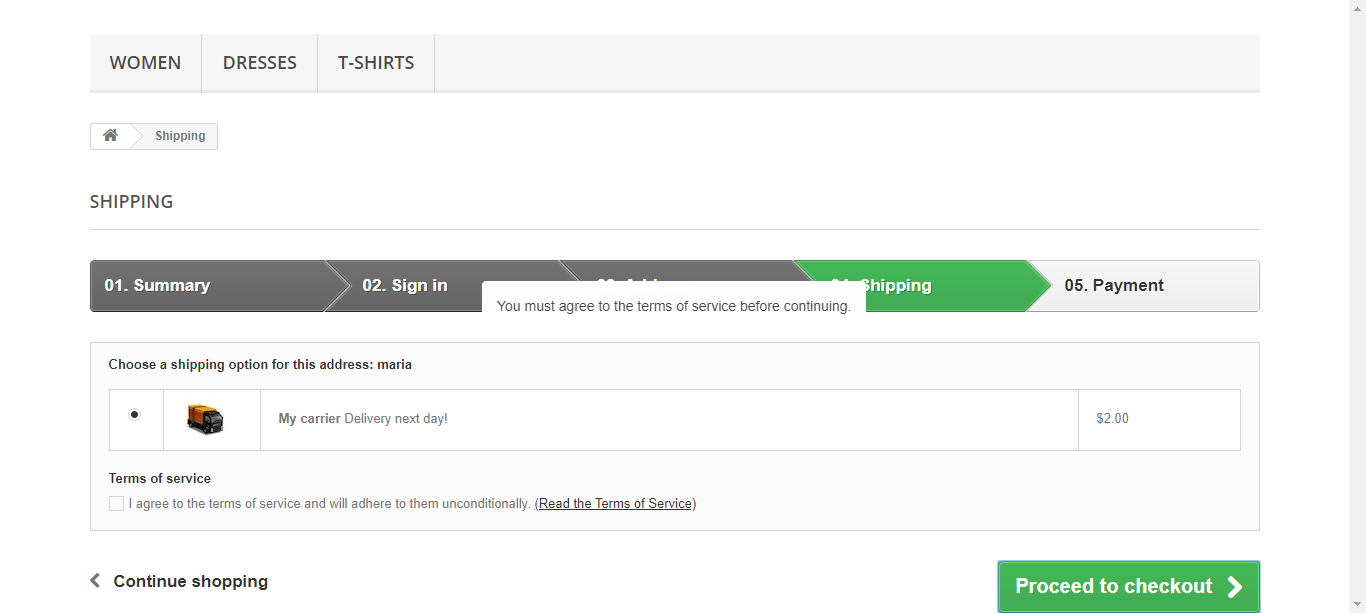 WOMEN DRESSES T-SHIRTS
Shipping
SHIPPING
01. Summary 02. Sign in Shipping 05. Payment
You must agree to the terms of service before continuing.
Choose a shipping option for this address: maria
My carrier Delivery next day! $2.00
Terms of service
I agree to the terms of service and will adhere to them unconditionally. (Read the Terms of Service)
Continue shopping Proceed to checkout